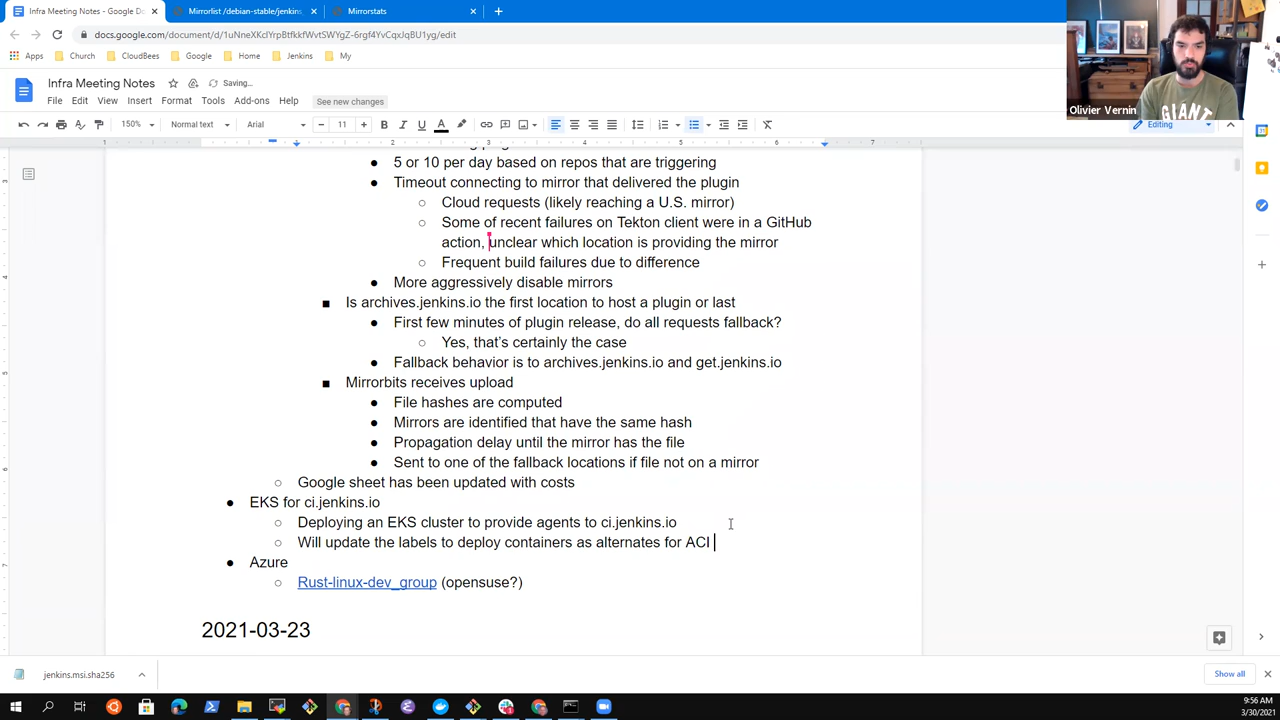 Infra Meeting Notes - Google Do
Mirrorlist /debian-stable/jenkins_
Mirrorstats
docs.google.com/document/d/1uNneXKclYrpBtfkkfWvtSWYgZ-6rgf4YvCqxJqBU1yg/edit
Apps
Church
CloudBees
Google
Home
Jenkins
My
Infra Meeting Notes
Saving...
File Edit View Insert Format Tools Add-ons Help
See new changes
Olivier Vernin
150%
Normal text
Arial
11
Editing
1 2 3 4 5 6 7
5 or 10 per day based on repos that are triggering
Timeout connecting to mirror that delivered the plugin
Cloud requests (likely reaching a U.S. mirror)
Some of recent failures on Tekton client were in a GitHub
action, unclear which location is providing the mirror
Frequent build failures due to difference
More aggressively disable mirrors
Is archives.jenkins.io the first location to host a plugin or last
First few minutes of plugin release, do all requests fallback?
Yes, that's certainly the case
Fallback behavior is to archives.jenkins.io and get.jenkins.io
Mirrorbits receives upload
File hashes are computed
Mirrors are identified that have the same hash
Propagation delay until the mirror has the file
Sent to one of the fallback locations if file not on a mirror
Google sheet has been updated with costs
EKS for ci.jenkins.io
Deploying an EKS cluster to provide agents to ci.jenkins.io
Will update the labels to deploy containers as alternates for ACI
Azure
Rust-linux-dev_group (opensuse?)
2021-03-23
jenkins.msi.sha256
Show all
9:56 AM
3/30/2021